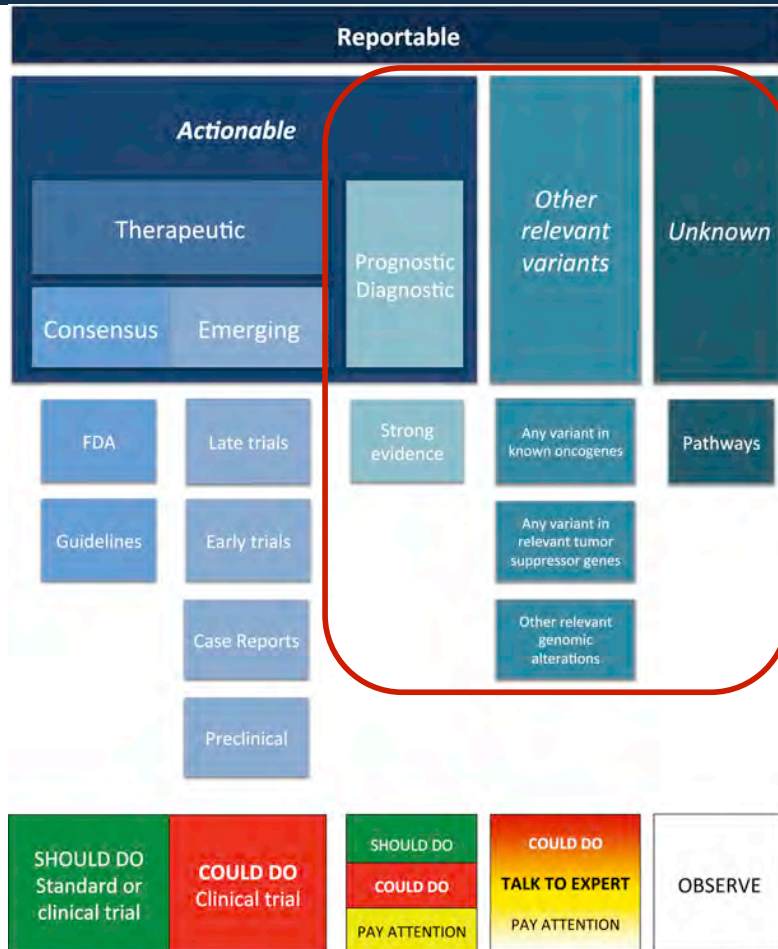 Reportable
Actionable
Therapeutic
Consensus
Emerging
Prognostic
Diagnostic
Other
relevant
variants
Unknown
FDA
Guidelines
Late trials
Early trials
Case Reports
Preclinical
Strong
evidence
Any variant in
known oncogenes
Any variant in
relevant tumor
suppressor genes
Other relevant
genomic
alterations
Pathways
SHOULD DO
Standard or
clinical trial
COULD DO
Clinical trial
SHOULD DO
COULD DO
PAY ATTENTION
COULD DO
TALK TO EXPERT
PAY ATTENTION
OBSERVE